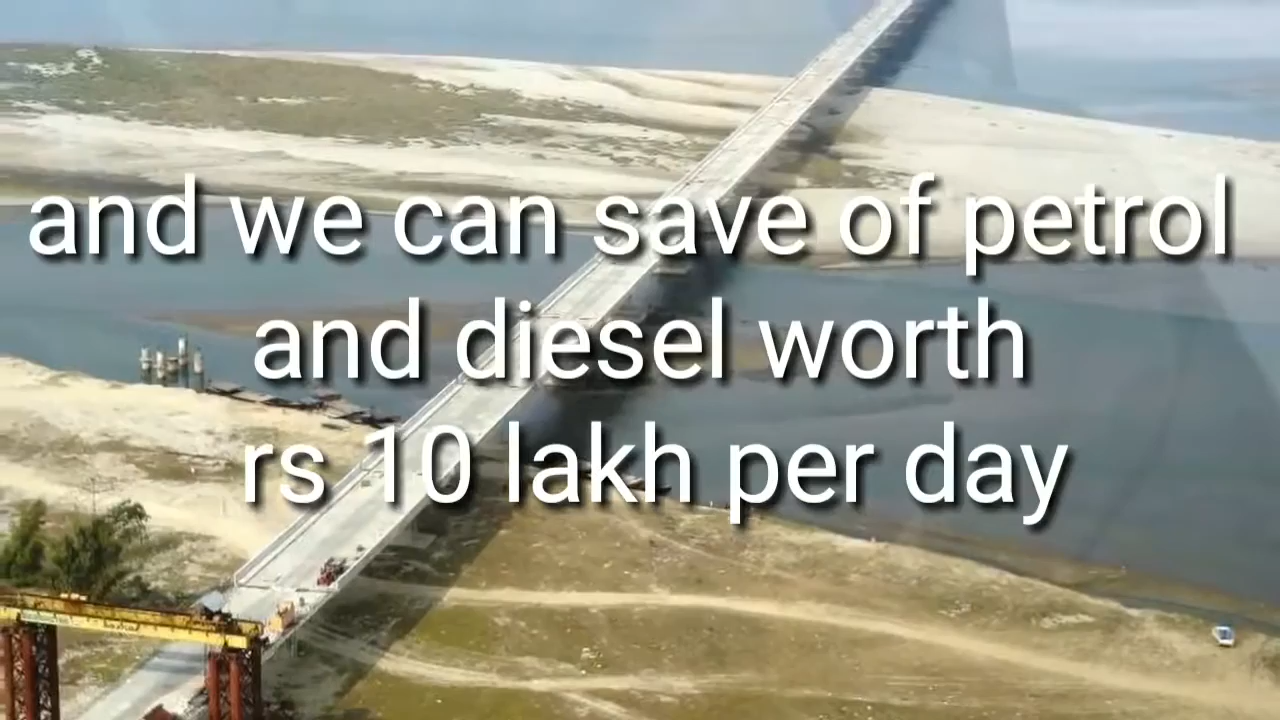 and we can save of petrol
and diesel worth
rs 10 lakh per day